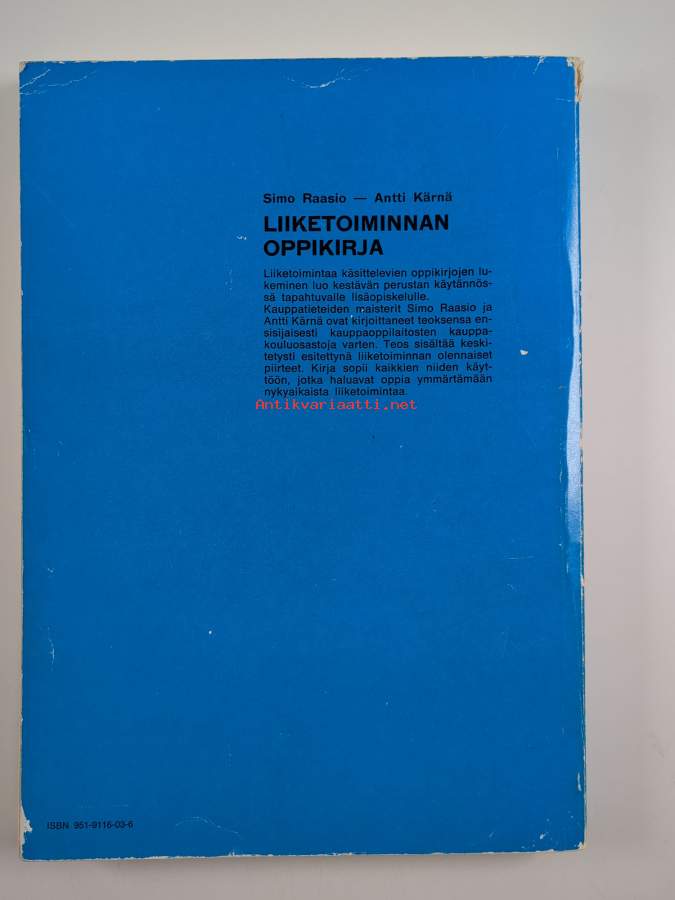 Simo Raasio — Antti Kärnä
LIIKETOIMINNAN
OPPIKIRJA
Liiketoimintaa käsittelevien oppikirjojen lu-
keminen luo kestävän perustan käytännös-
sä tapahtuvalle lisäopiskelulle.
Kauppatieteiden maisterit Simo Raasio ja
Antti Kärnä ovat kirjoittaneet teoksensa en-
sisijaisesti kauppaoppilaitosten kauppa-
kouluosastoja varten. Teos sisältää keski-
tetysti esitettynä liiketoiminnan olennaiset
piirteet. Kirja sopii kaikkien niiden käyt-
töön, jotka haluavat oppia ymmärtämään
nykyaikaista liiketoimintaa.
Antikvariaatti.net
ISBN 951-9116-03-6